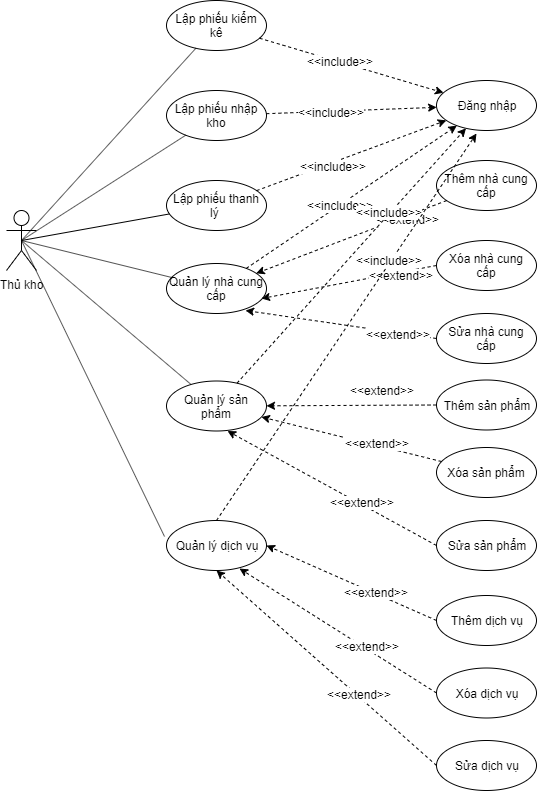 Lập phiếu kiểm
kê
<<include>>
Đăng nhập
Lập phiếu nhập
kho
<<include>>
<<include>>
Thêm nhà cung
cấp
Lập phiếu thanh
lý
<<include>>
<<include>>
<<extend>>
Thủ kho
Quản lý nhà cung
cấp
<<include>>
<<extend>>
Xóa nhà cung
cấp
<<extend>>
Sửa nhà cung
cấp
Quản lý sản
phẩm
<<extend>>
Thêm sản phẩm
<<extend>>
Xóa sản phẩm
<<extend>>
Sửa sản phẩm
Quản lý dịch vụ
<<extend>>
Thêm dịch vụ
<<extend>>
Xóa dịch vụ
<<extend>>
Sửa dịch vụ